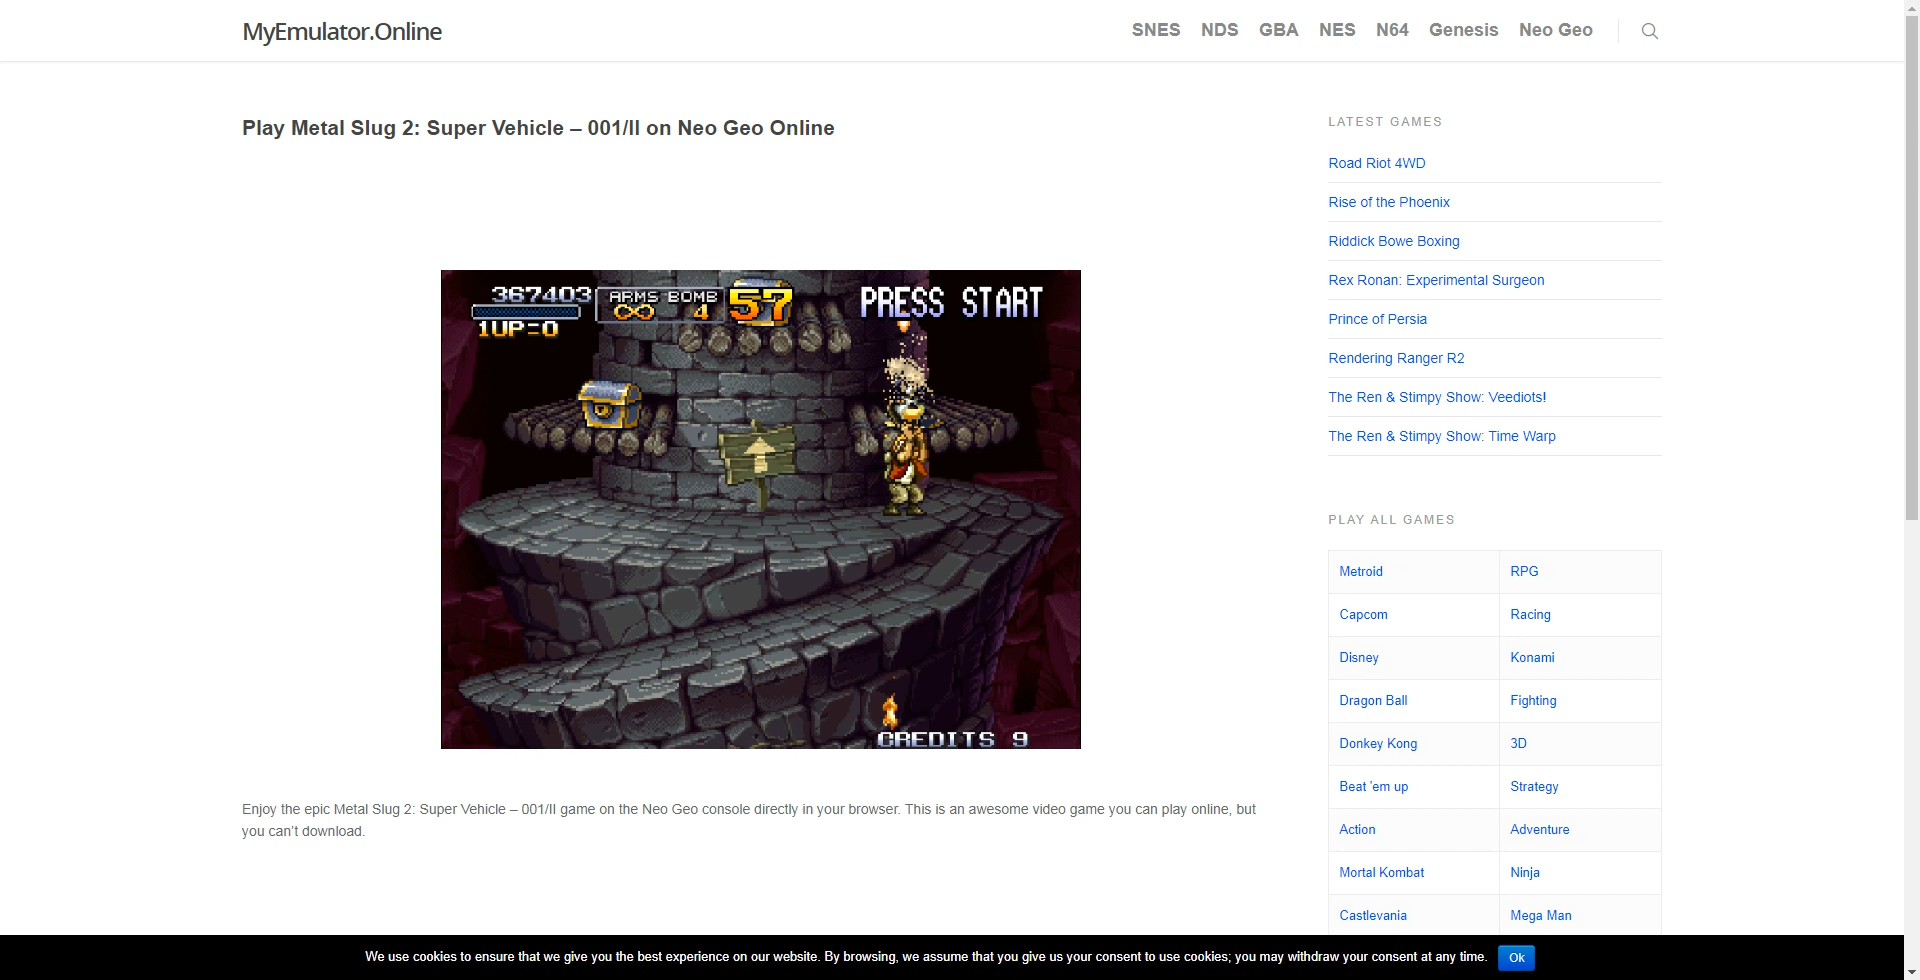 MyEmulator.Online
SNES NDS GBA NES N64 Genesis Neo Geo
Play Metal Slug 2: Super Vehicle – 001/II on Neo Geo Online
367403
1UP=0
ARMS BOMB
∞ 4
57
PRESS START
CREDITS 9
Enjoy the epic Metal Slug 2: Super Vehicle – 001/II game on the Neo Geo console directly in your browser. This is an awesome video game you can play online, but
you can’t download.
LATEST GAMES
Road Riot 4WD
Rise of the Phoenix
Riddick Bowe Boxing
Rex Ronan: Experimental Surgeon
Prince of Persia
Rendering Ranger R2
The Ren & Stimpy Show: Veediots!
The Ren & Stimpy Show: Time Warp
PLAY ALL GAMES
Metroid RPG
Capcom Racing
Disney Konami
Dragon Ball Fighting
Donkey Kong 3D
Beat ’em up Strategy
Action Adventure
Mortal Kombat Ninja
Castlevania Mega Man
We use cookies to ensure that we give you the best experience on our website. By browsing, we assume that you give us your consent to use cookies; you may withdraw your consent at any time. Ok